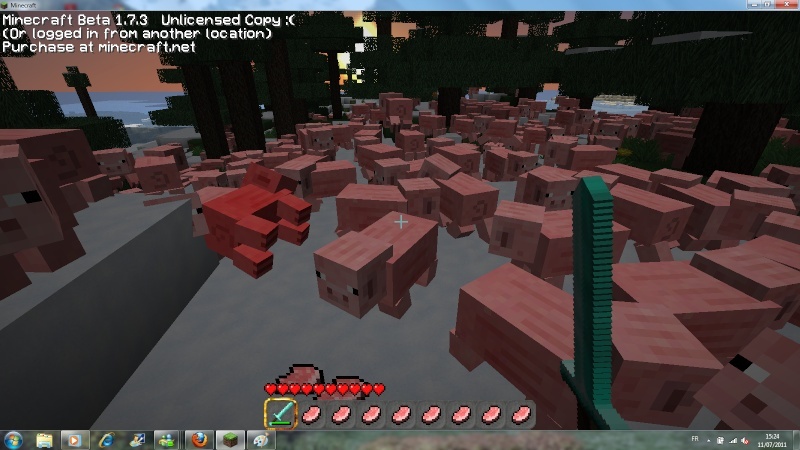 Minecraft
Minecraft Beta 1.7.3 Unlicensed Copy :(
(Or logged in from another location)
Purchase at minecraft.net
FR
15:24
11/07/2011